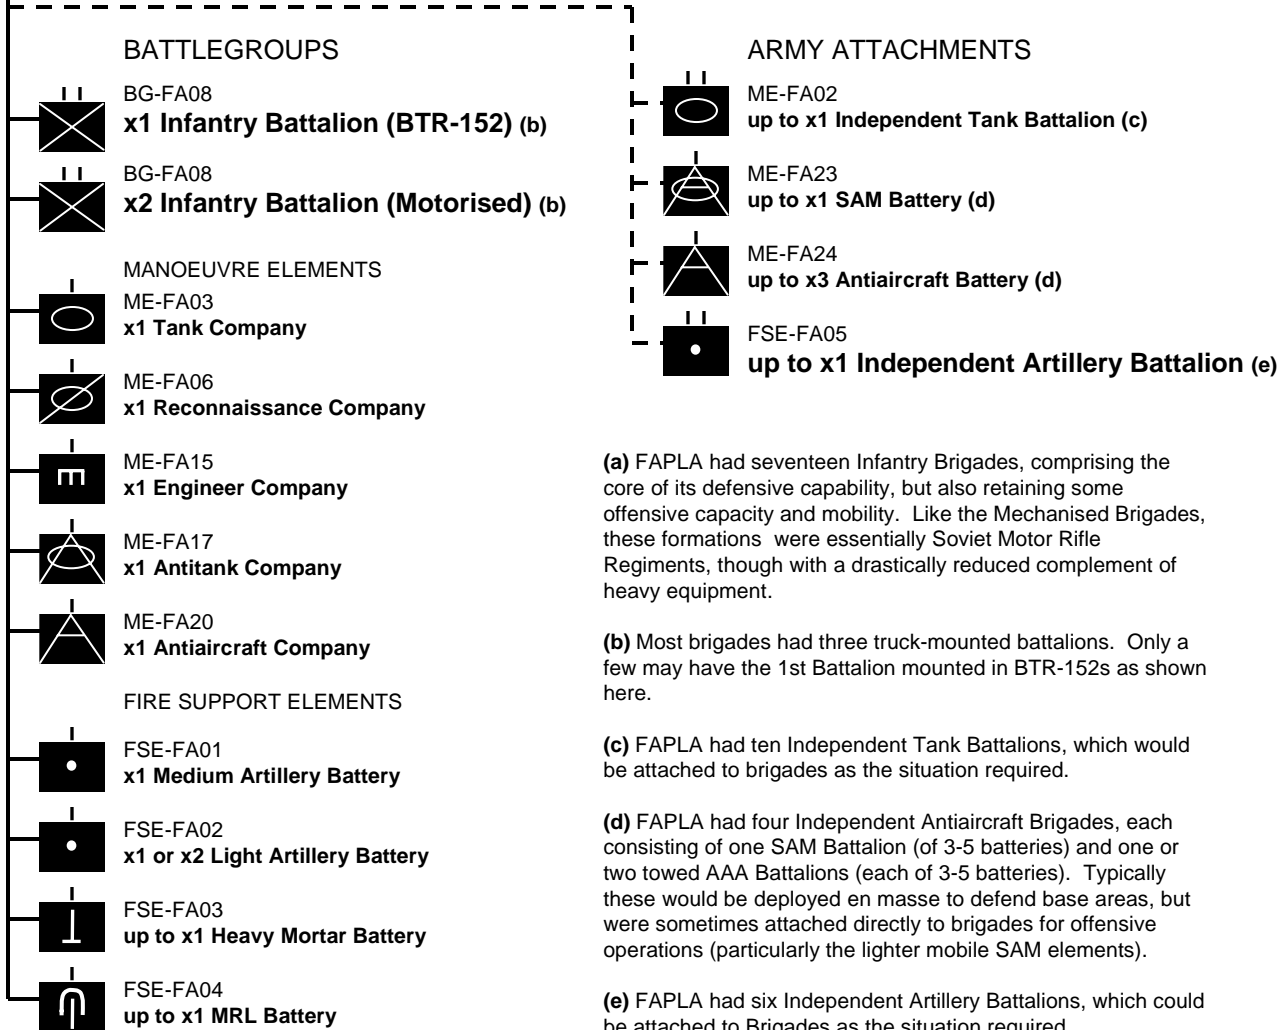 BATTLEGROUPS
BG-FA08
x1 Infantry Battalion (BTR-152) (b)
BG-FA08
x2 Infantry Battalion (Motorised) (b)
MANOEUVRE ELEMENTS
ME-FA03
x1 Tank Company
ME-FA06
x1 Reconnaissance Company
ME-FA15
x1 Engineer Company
ME-FA17
x1 Antitank Company
ME-FA20
x1 Antiaircraft Company
FIRE SUPPORT ELEMENTS
FSE-FA01
x1 Medium Artillery Battery
FSE-FA02
x1 or x2 Light Artillery Battery
FSE-FA03
up to x1 Heavy Mortar Battery
FSE-FA04
up to x1 MRL Battery
ARMY ATTACHMENTS
ME-FA02
up to x1 Independent Tank Battalion (c)
ME-FA23
up to x1 SAM Battery (d)
ME-FA24
up to x3 Antiaircraft Battery (d)
FSE-FA05
up to x1 Independent Artillery Battalion (e)
(a) FAPLA had seventeen Infantry Brigades, comprising the
core of its defensive capability, but also retaining some
offensive capacity and mobility. Like the Mechanised Brigades,
these formations were essentially Soviet Motor Rifle
Regiments, though with a drastically reduced complement of
heavy equipment.
(b) Most brigades had three truck-mounted battalions. Only a
few may have the 1st Battalion mounted in BTR-152s as shown
here.
(c) FAPLA had ten Independent Tank Battalions, which would
be attached to brigades as the situation required.
(d) FAPLA had four Independent Antiaircraft Brigades, each
consisting of one SAM Battalion (of 3-5 batteries) and one or
two towed AAA Battalions (each of 3-5 batteries). Typically
these would be deployed en masse to defend base areas, but
were sometimes attached directly to brigades for offensive
operations (particularly the lighter mobile SAM elements).
(e) FAPLA had six Independent Artillery Battalions, which could
be attached to Brigades as the situation required